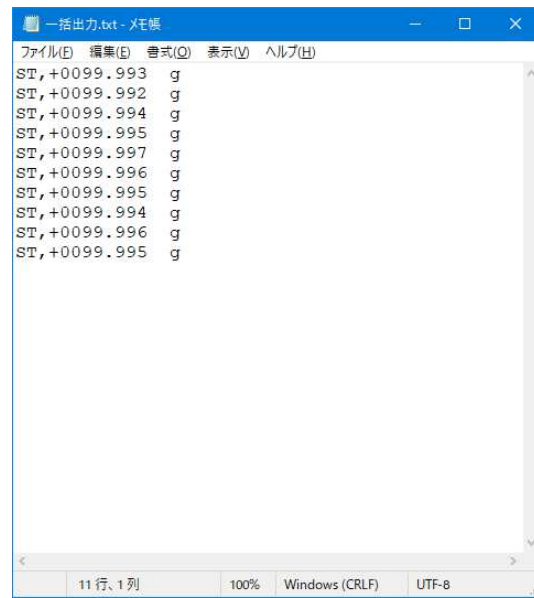 一括出力.txt - メモ帳
ファイル(F) 編集(E) 書式(O) 表示(V) ヘルプ(H)
ST,+0099.993  g
ST,+0099.992  g
ST,+0099.994  g
ST,+0099.995  g
ST,+0099.997  g
ST,+0099.996  g
ST,+0099.995  g
ST,+0099.994  g
ST,+0099.996  g
ST,+0099.995  g
11 行、1 列 100% Windows (CRLF) UTF-8